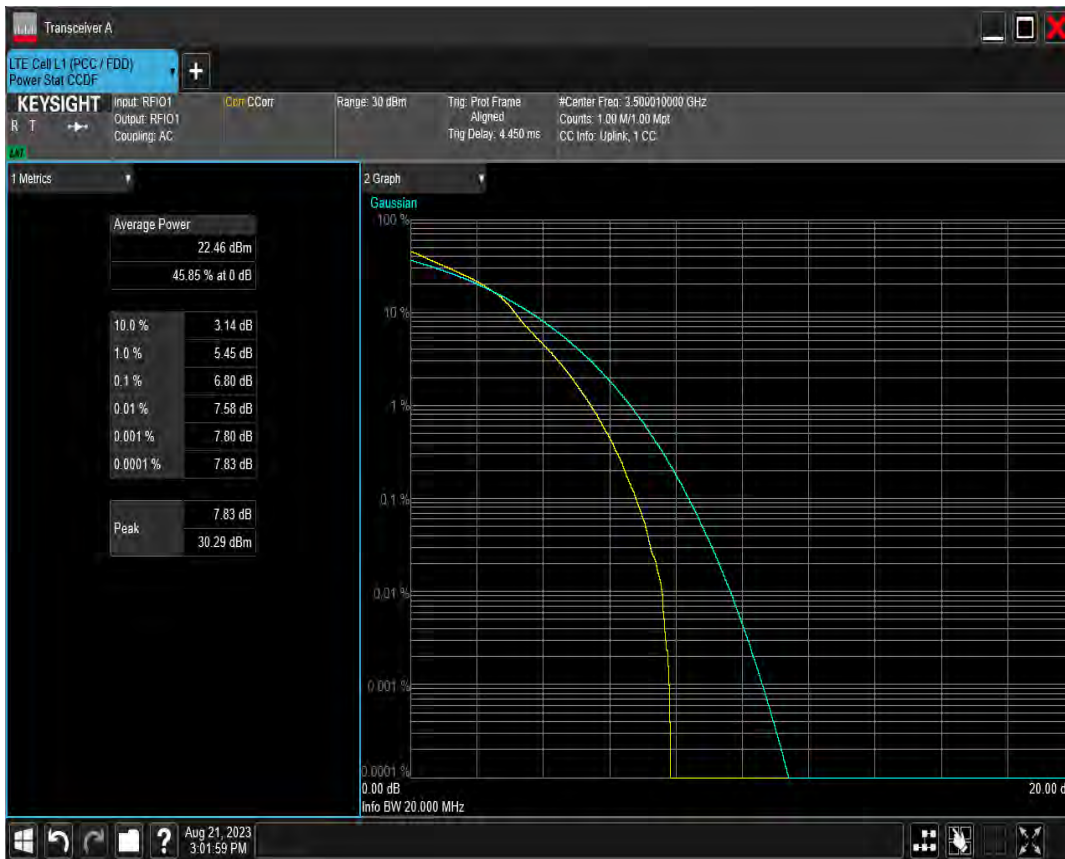 Transceiver A
LTE Cell L1 (PCC / FDD)
Power Stat CCDF
+
KEYSIGHT
R T
LXI
Input: RFIO1
Output: RFIO1
Coupling: AC
Corr CCorr
Range: 30 dBm
Trig: Prot Frame
Aligned
Trig Delay: 4.450 ms
#Center Freq: 3.500010000 GHz
Counts: 1.00 M/1.00 Mpt
CC Info: Uplink, 1 CC
1 Metrics
Average Power
22.46 dBm
45.85 % at 0 dB
10.0 % 3.14 dB
1.0 % 5.45 dB
0.1 % 6.80 dB
0.01 % 7.58 dB
0.001 % 7.80 dB
0.0001 % 7.83 dB
Peak
7.83 dB
30.29 dBm
2 Graph
Gaussian
100 %
10 %
1 %
0.1 %
0.01 %
0.001 %
0.0001 %
0.00 dB
20.00 d
Info BW 20.000 MHz
?
Aug 21, 2023
3:01:59 PM